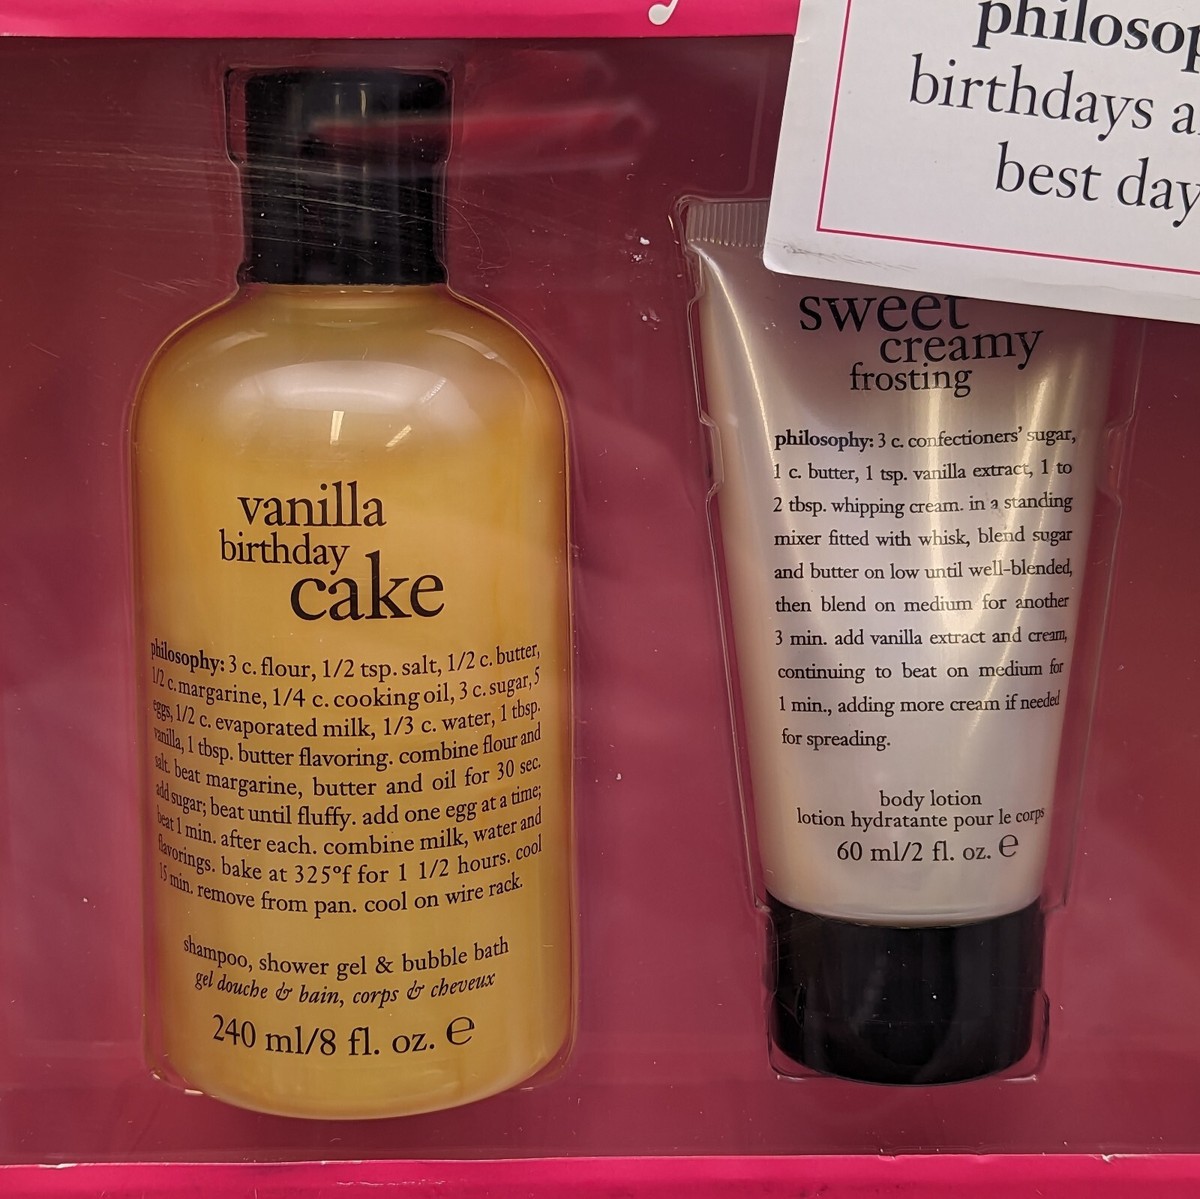 vanilla
birthday
cake
philosophy: 3 c. flour, 1/2 tsp. salt, 1/2 c. butter,
1/2 c. margarine, 1/4 c. cooking oil, 3 c. sugar, 5
eggs, 1/2 c. evaporated milk, 1/3 c. water, 1 tbsp.
vanilla, 1 tbsp. butter flavoring. combine flour and
salt. beat margarine, butter and oil for 30 sec.
add sugar; beat until fluffy. add one egg at a time;
beat 1 min. after each. combine milk, water and
flavorings. bake at 325°f for 1 1/2 hours. cool
15 min. remove from pan. cool on wire rack.
shampoo, shower gel & bubble bath
gel douche & bain, corps & cheveux
240 ml/8 fl. oz. ℮
philosop
birthdays a
best day
sweet
creamy
frosting
philosophy: 3 c. confectioners' sugar,
1 c. butter, 1 tsp. vanilla extract, 1 to
2 tbsp. whipping cream. in a standing
mixer fitted with whisk, blend sugar
and butter on low until well-blended,
then blend on medium for another
3 min. add vanilla extract and cream,
continuing to beat on medium for
1 min., adding more cream if needed
for spreading.
body lotion
lotion hydratante pour le corps
60 ml/2 fl. oz. ℮